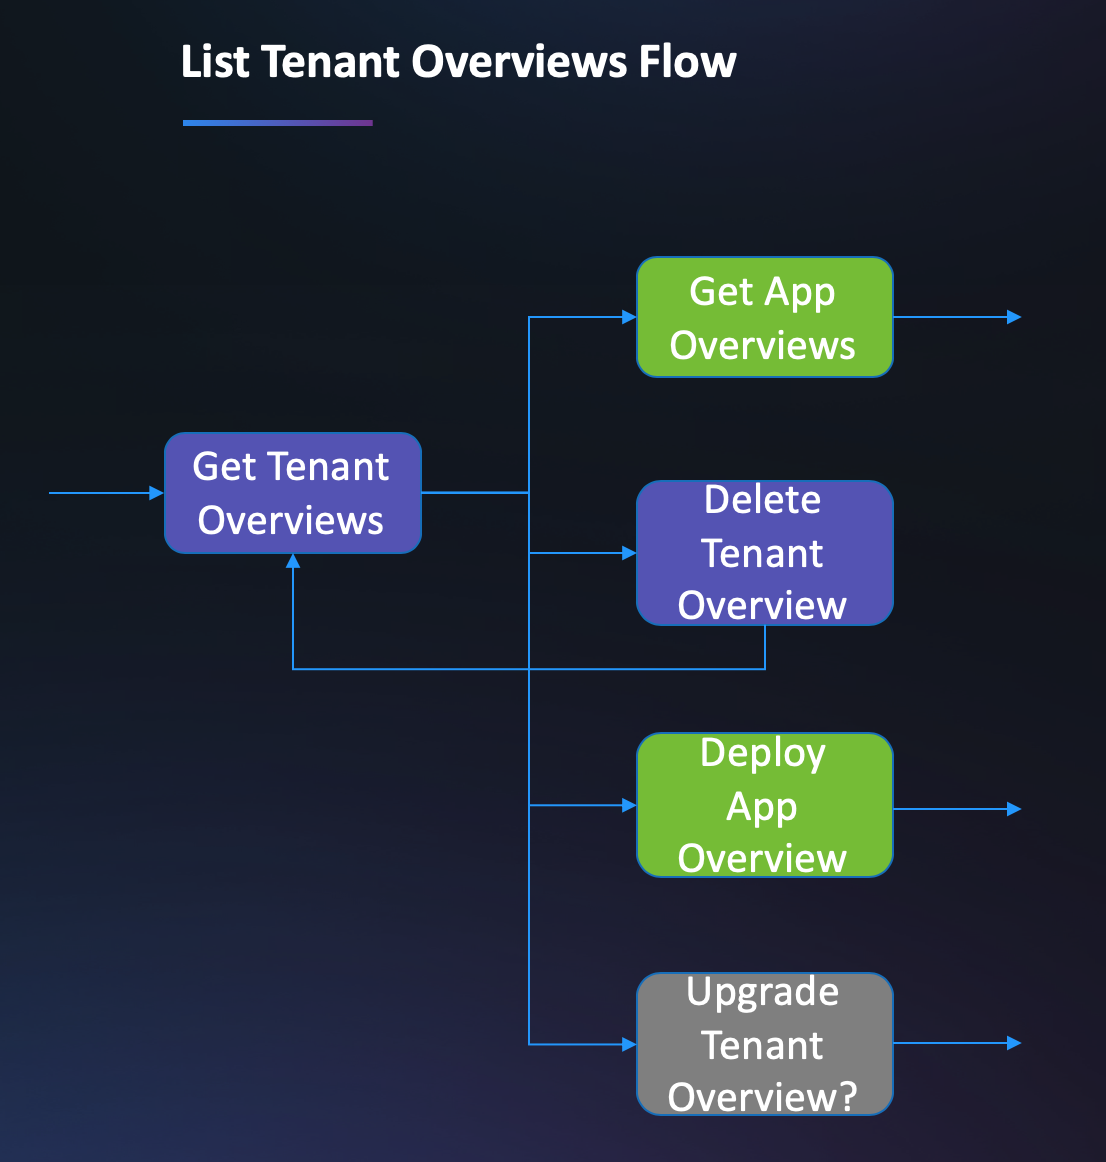 List Tenant Overviews Flow
Get App
Overviews
Get Tenant
Overviews
Delete
Tenant
Overview
Deploy
App
Overview
Upgrade
Tenant
Overview?